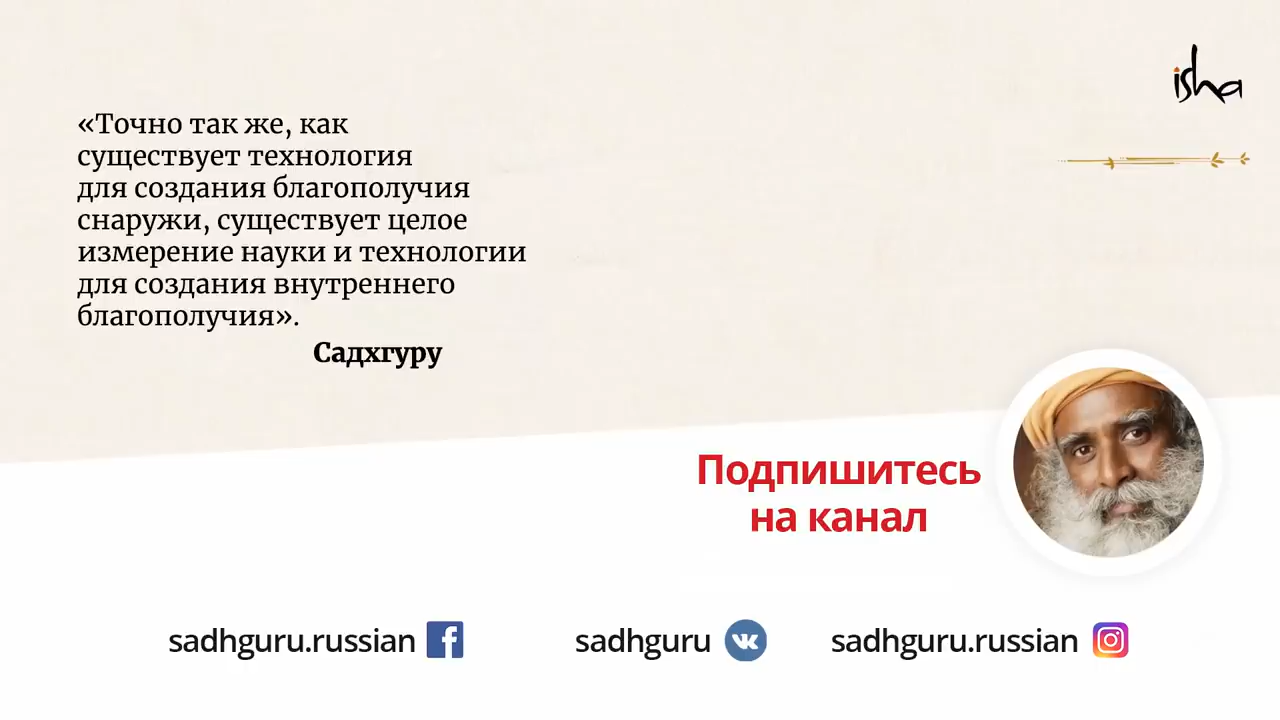 isha
«Точно так же, как
существует технология
для создания благополучия
снаружи, существует целое
измерение науки и технологии
для создания внутреннего
благополучия».
Садхгуру
Подпишитесь
на канал
sadhguru.russian
sadhguru
sadhguru.russian